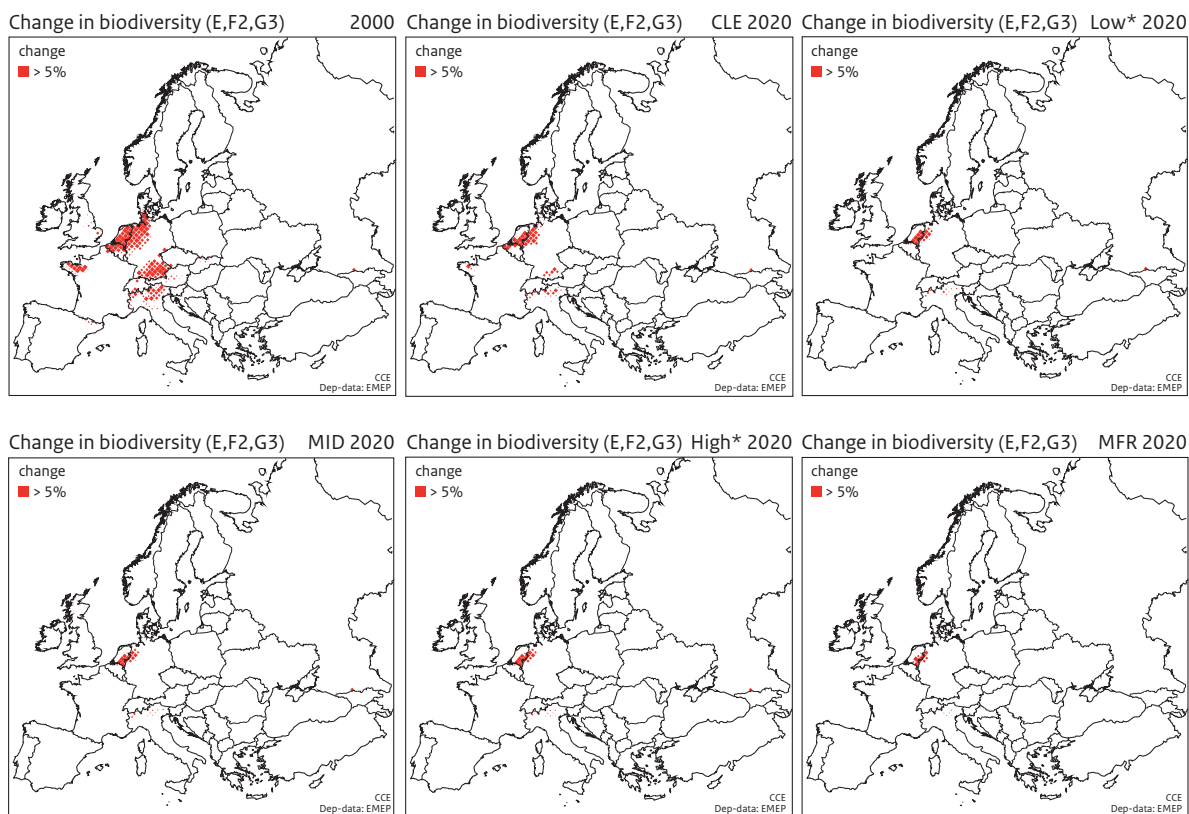 Change in biodiversity (E,F2,G3) 2000
change
> 5%
CCE
Dep-data: EMEP
Change in biodiversity (E,F2,G3) CLE 2020
change
> 5%
CCE
Dep-data: EMEP
Change in biodiversity (E,F2,G3) Low* 2020
change
> 5%
CCE
Dep-data: EMEP
Change in biodiversity (E,F2,G3) MID 2020
change
> 5%
CCE
Dep-data: EMEP
Change in biodiversity (E,F2,G3) High* 2020
change
> 5%
CCE
Dep-data: EMEP
Change in biodiversity (E,F2,G3) MFR 2020
change
> 5%
CCE
Dep-data: EMEP